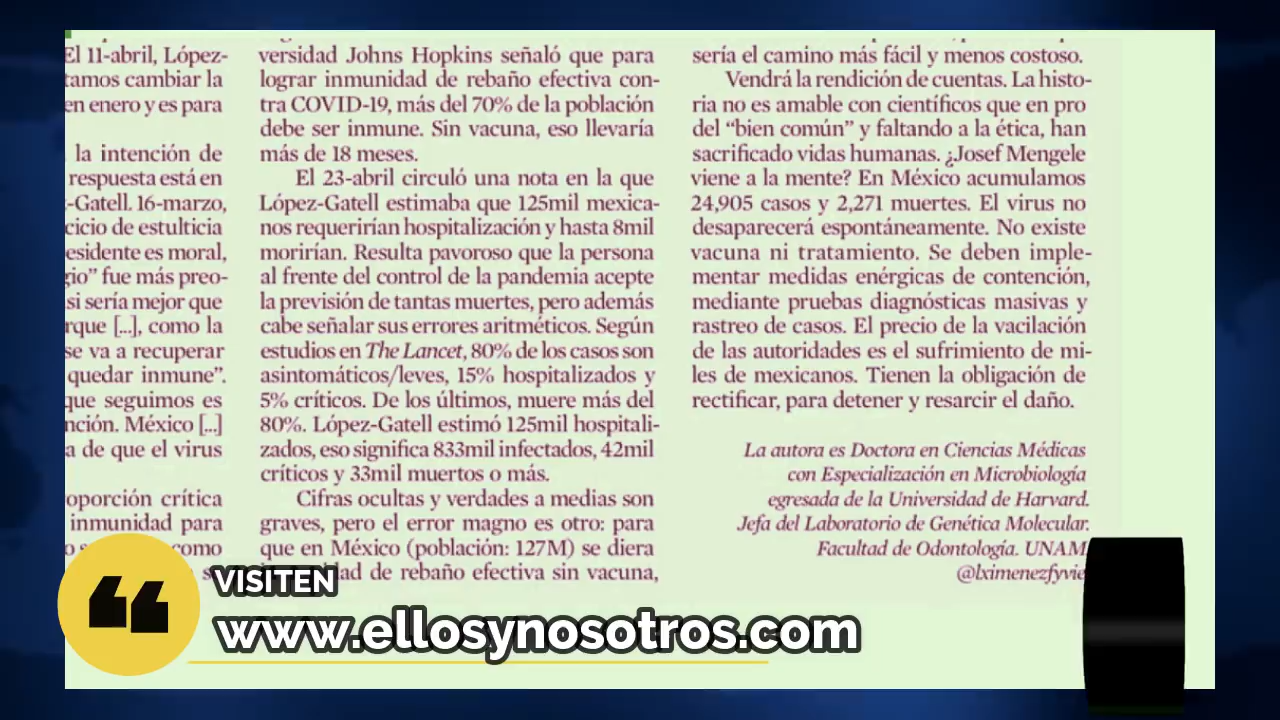 El 11-abril, López-
tamos cambiar la
en enero y es para
la intención de
respuesta está en
-Gatell. 16-marzo,
cicio de estulticia
esidente es moral,
gio” fue más preo-
si sería mejor que
rque [...], como la
se va a recuperar
quedar inmune”.
que seguimos es
nción. México [...]
a de que el virus
oporción crítica
inmunidad para
como
versidad Johns Hopkins señaló que para
lograr inmunidad de rebaño efectiva con-
tra COVID-19, más del 70% de la población
debe ser inmune. Sin vacuna, eso llevaría
más de 18 meses.
El 23-abril circuló una nota en la que
López-Gatell estimaba que 125mil mexica-
nos requerirían hospitalización y hasta 8mil
morirían. Resulta pavoroso que la persona
al frente del control de la pandemia acepte
la previsión de tantas muertes, pero además
cabe señalar sus errores aritméticos. Según
estudios en The Lancet, 80% de los casos son
asintomáticos/leves, 15% hospitalizados y
5% críticos. De los últimos, muere más del
80%. López-Gatell estimó 125mil hospitali-
zados, eso significa 833mil infectados, 42mil
críticos y 33mil muertos o más.
Cifras ocultas y verdades a medias son
graves, pero el error magno es otro: para
que en México (población: 127M) se diera
dad de rebaño efectiva sin vacuna,
sería el camino más fácil y menos costoso.
Vendrá la rendición de cuentas. La histo-
ria no es amable con científicos que en pro
del “bien común” y faltando a la ética, han
sacrificado vidas humanas. ¿Josef Mengele
viene a la mente? En México acumulamos
24,905 casos y 2,271 muertes. El virus no
desaparecerá espontáneamente. No existe
vacuna ni tratamiento. Se deben imple-
mentar medidas enérgicas de contención,
mediante pruebas diagnósticas masivas y
rastreo de casos. El precio de la vacilación
de las autoridades es el sufrimiento de mi-
les de mexicanos. Tienen la obligación de
rectificar, para detener y resarcir el daño.
La autora es Doctora en Ciencias Médicas
con Especialización en Microbiología
egresada de la Universidad de Harvard.
Jefa del Laboratorio de Genética Molecular.
Facultad de Odontología. UNAM
@lximenezfyvie
VISITEN
www.ellosynosotros.com